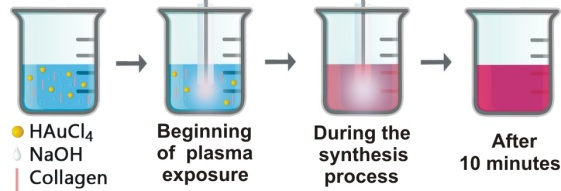 HAuCl4
NaOH
Collagen
Beginning
of plasma
exposure
During the
synthesis
process
After
10 minutes